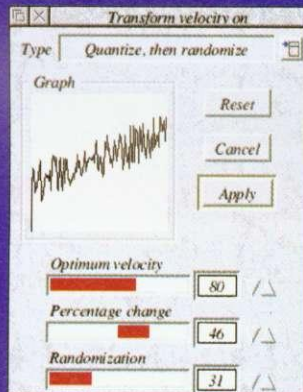 Transform velocity on
Type Quantize, then randomize
Graph
Reset
Cancel
Apply
Optimum velocity
80
Percentage change
46
Randomization
31